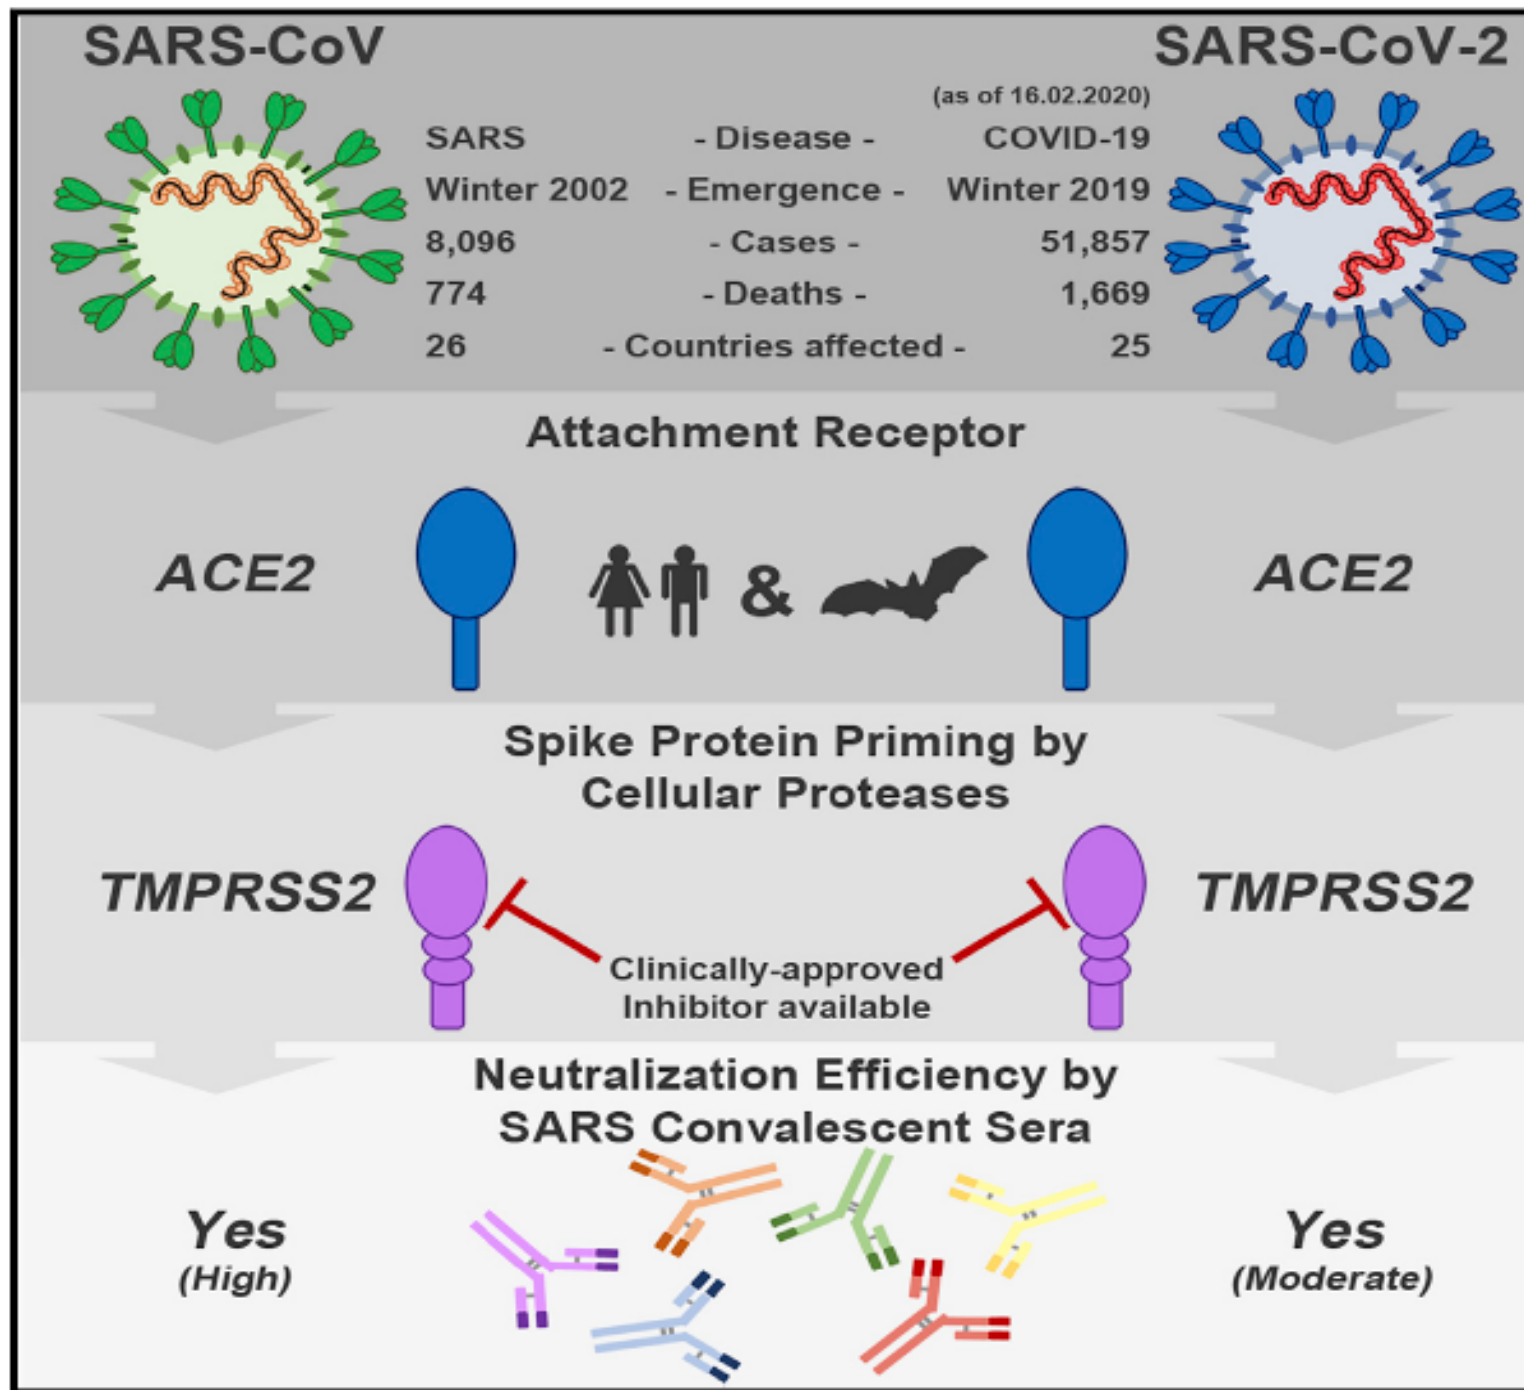 SARS-CoV
SARS-CoV-2
(as of 16.02.2020)
SARS - Disease - COVID-19
Winter 2002 - Emergence - Winter 2019
8,096 - Cases - 51,857
774 - Deaths - 1,669
26 - Countries affected - 25
Attachment Receptor
ACE2 & ACE2
Spike Protein Priming by
Cellular Proteases
TMPRSS2 TMPRSS2
Clinically-approved
Inhibitor available
Neutralization Efficiency by
SARS Convalescent Sera
Yes Yes
(High) (Moderate)